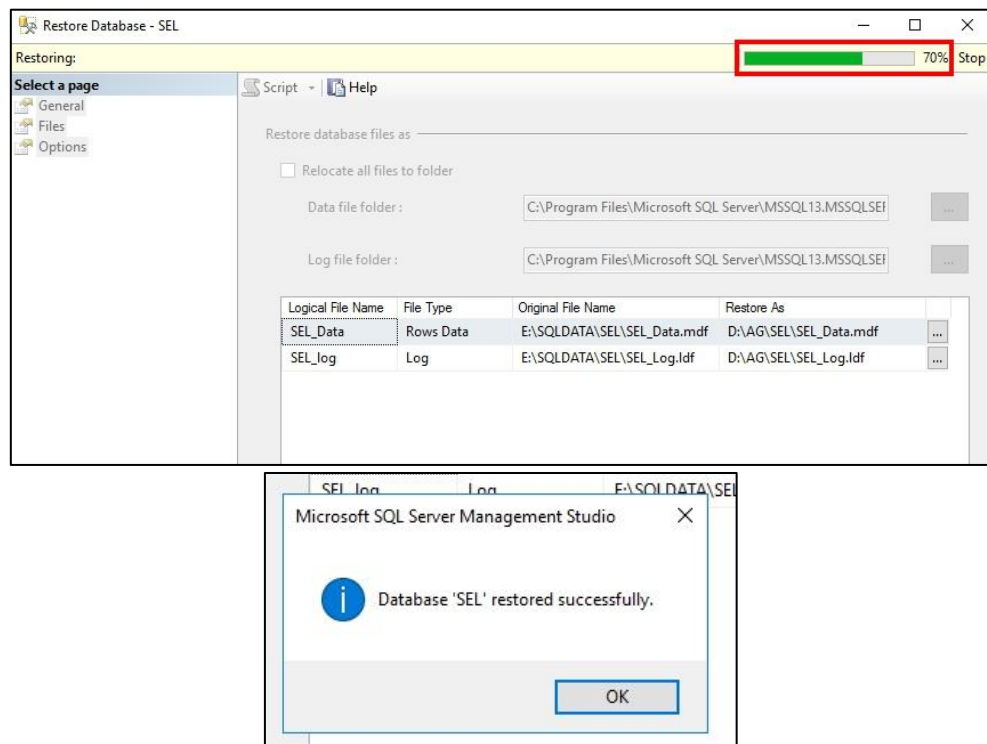 Restore Database - SEL
Restoring: 70% Stop
Select a page
General
Files
Options
Script Help
Restore database files as
Relocate all files to folder
Data file folder : C:\Program Files\Microsoft SQL Server\MSSQL13.MSSQLSER ...
Log file folder : C:\Program Files\Microsoft SQL Server\MSSQL13.MSSQLSER ...
Logical File Name File Type Original File Name Restore As
SEL_Data Rows Data E:\SQLDATA\SEL\SEL_Data.mdf D:\AG\SEL\SEL_Data.mdf ...
SEL_log Log E:\SQLDATA\SEL\SEL_Log.ldf D:\AG\SEL\SEL_Log.ldf ...
SEL_log Log E:\SQLDATA\SEL
Microsoft SQL Server Management Studio
Database 'SEL' restored successfully.
OK